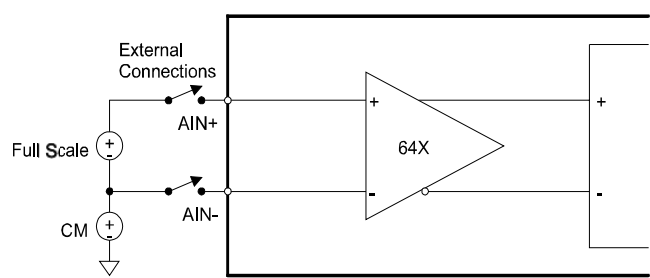 External
Connections
+
AIN+
+
+
-
Full Scale
64X
-
AIN-
-
+
-
CM